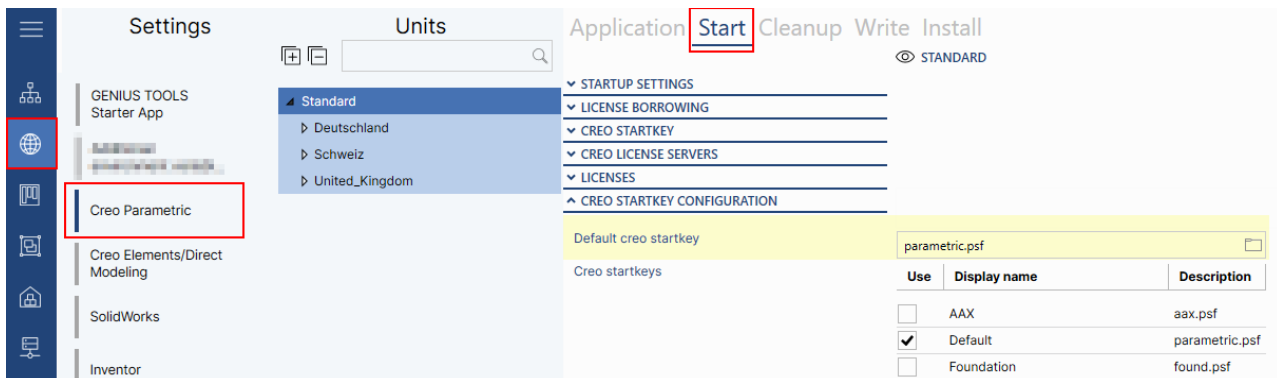 Settings
Units
Application Start Cleanup Write Install
STANDARD
GENIUS TOOLS
Starter App
Creo Parametric
Creo Elements/Direct
Modeling
SolidWorks
Inventor
Standard
Deutschland
Schweiz
United_Kingdom
STARTUP SETTINGS
LICENSE BORROWING
CREO STARTKEY
CREO LICENSE SERVERS
LICENSES
CREO STARTKEY CONFIGURATION
Default creo startkey
parametric.psf
Creo startkeys
Use Display name Description
AAX aax.psf
Default parametric.psf
Foundation found.psf